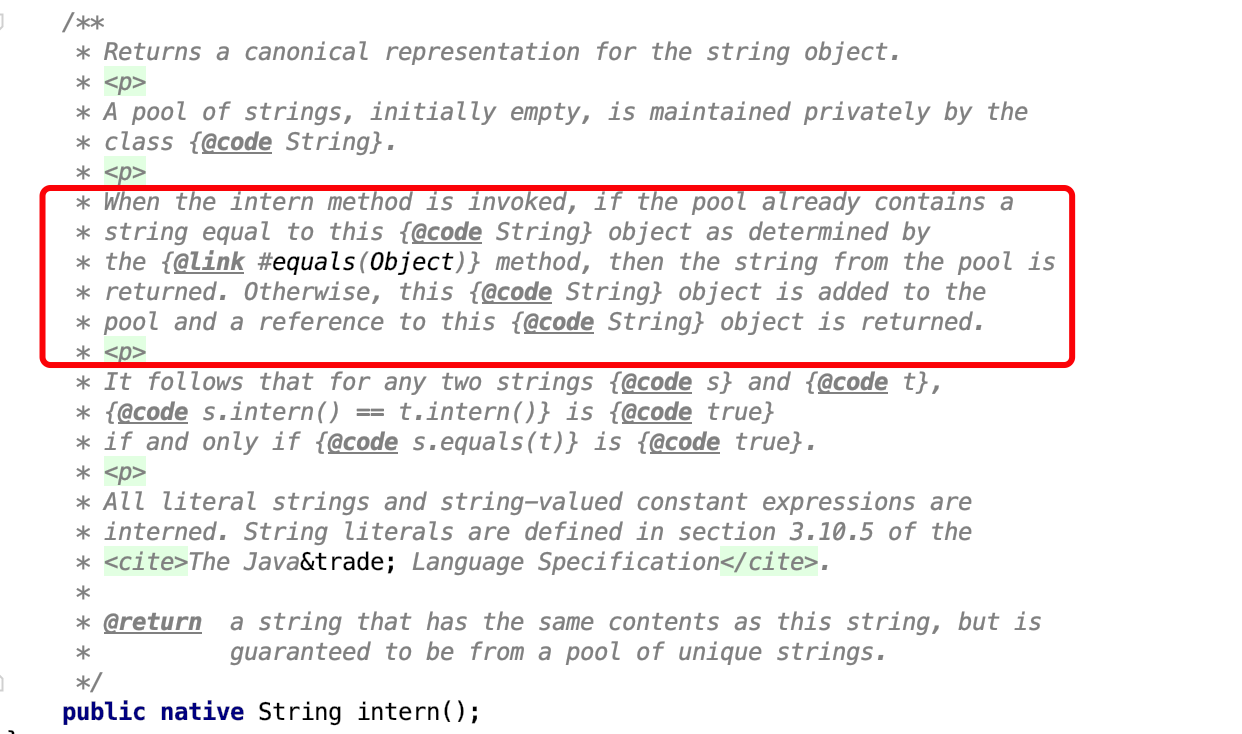 /**
* Returns a canonical representation for the string object.
* <p>
* A pool of strings, initially empty, is maintained privately by the
* class {@code String}.
* <p>
* When the intern method is invoked, if the pool already contains a
* string equal to this {@code String} object as determined by
* the {@link #equals(Object)} method, then the string from the pool is
* returned. Otherwise, this {@code String} object is added to the
* pool and a reference to this {@code String} object is returned.
* <p>
* It follows that for any two strings {@code s} and {@code t},
* {@code s.intern() == t.intern()} is {@code true}
* if and only if {@code s.equals(t)} is {@code true}.
* <p>
* All literal strings and string-valued constant expressions are
* interned. String literals are defined in section 3.10.5 of the
* <cite>The Java&trade; Language Specification</cite>.
*
* @return  a string that has the same contents as this string, but is
*          guaranteed to be from a pool of unique strings.
*/
public native String intern();
}